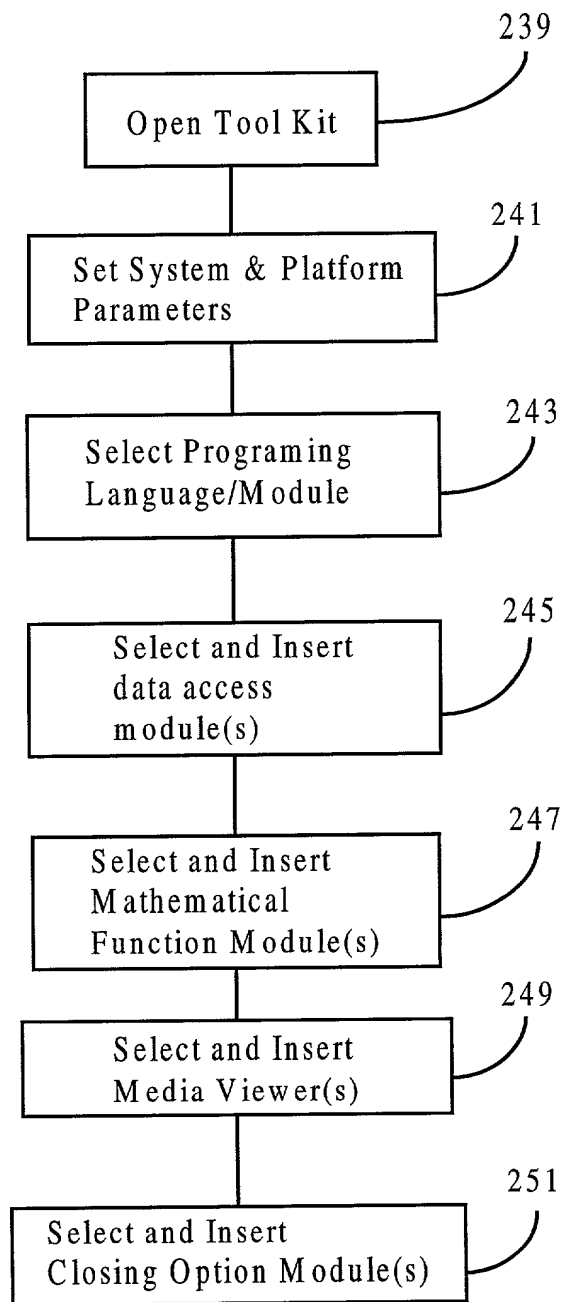 239
Open Tool Kit
241
Set System & Platform
Parameters
243
Select Programing
Language/Module
245
Select and Insert
data access
module(s)
247
Select and Insert
Mathematical
Function Module(s)
249
Select and Insert
Media Viewer(s)
251
Select and Insert
Closing Option Module(s)